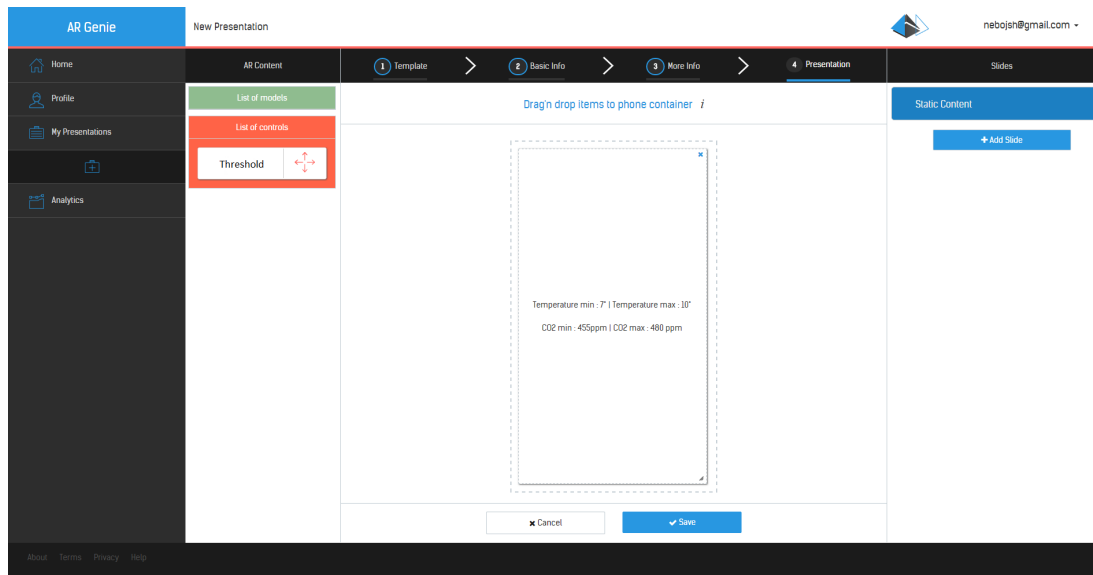 AR Genie
New Presentation
nebojsh@gmail.com
Home
Profile
My Presentations
Analytics
AR Content
List of models
List of controls
Threshold
1 Template
2 Basic Info
3 More Info
4 Presentation
Drag'n drop items to phone container i
Temperature min : 7° | Temperature max : 10°
CO2 min : 455ppm | CO2 max : 480 ppm
Cancel
Save
Slides
Static Content
+ Add Slide
About Terms Privacy Help